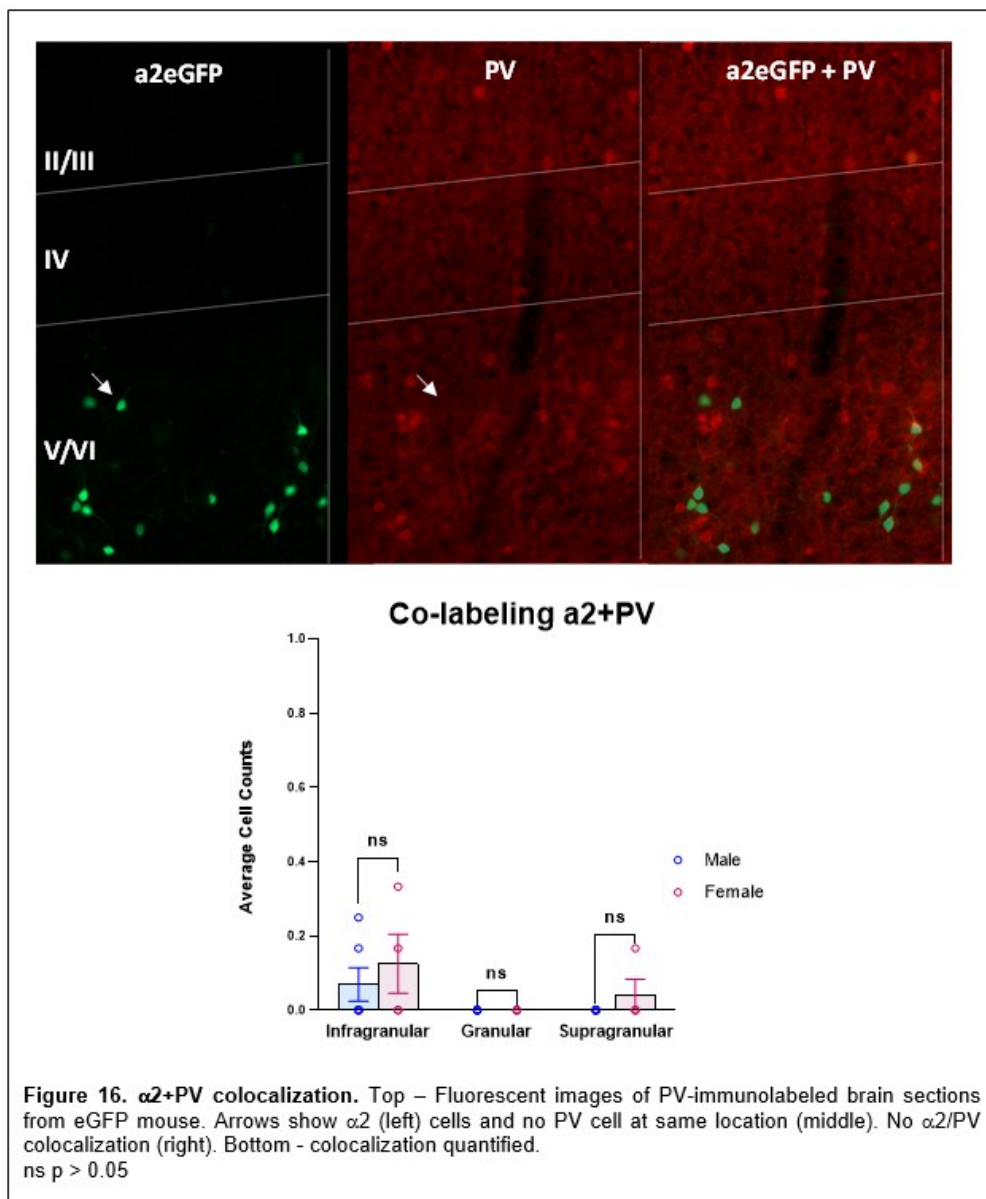 a2eGFP
PV
a2eGFP + PV
II/III
IV
V/VI
Co-labeling a2+PV
1.0
0.8
0.6
0.4
0.2
0.0
Average Cell Counts
ns
ns
ns
Male
Female
Infragranular
Granular
Supragranular
Figure 16. α2+PV colocalization. Top – Fluorescent images of PV-immunolabeled brain sections
from eGFP mouse. Arrows show α2 (left) cells and no PV cell at same location (middle). No α2/PV
colocalization (right). Bottom - colocalization quantified.
ns p > 0.05